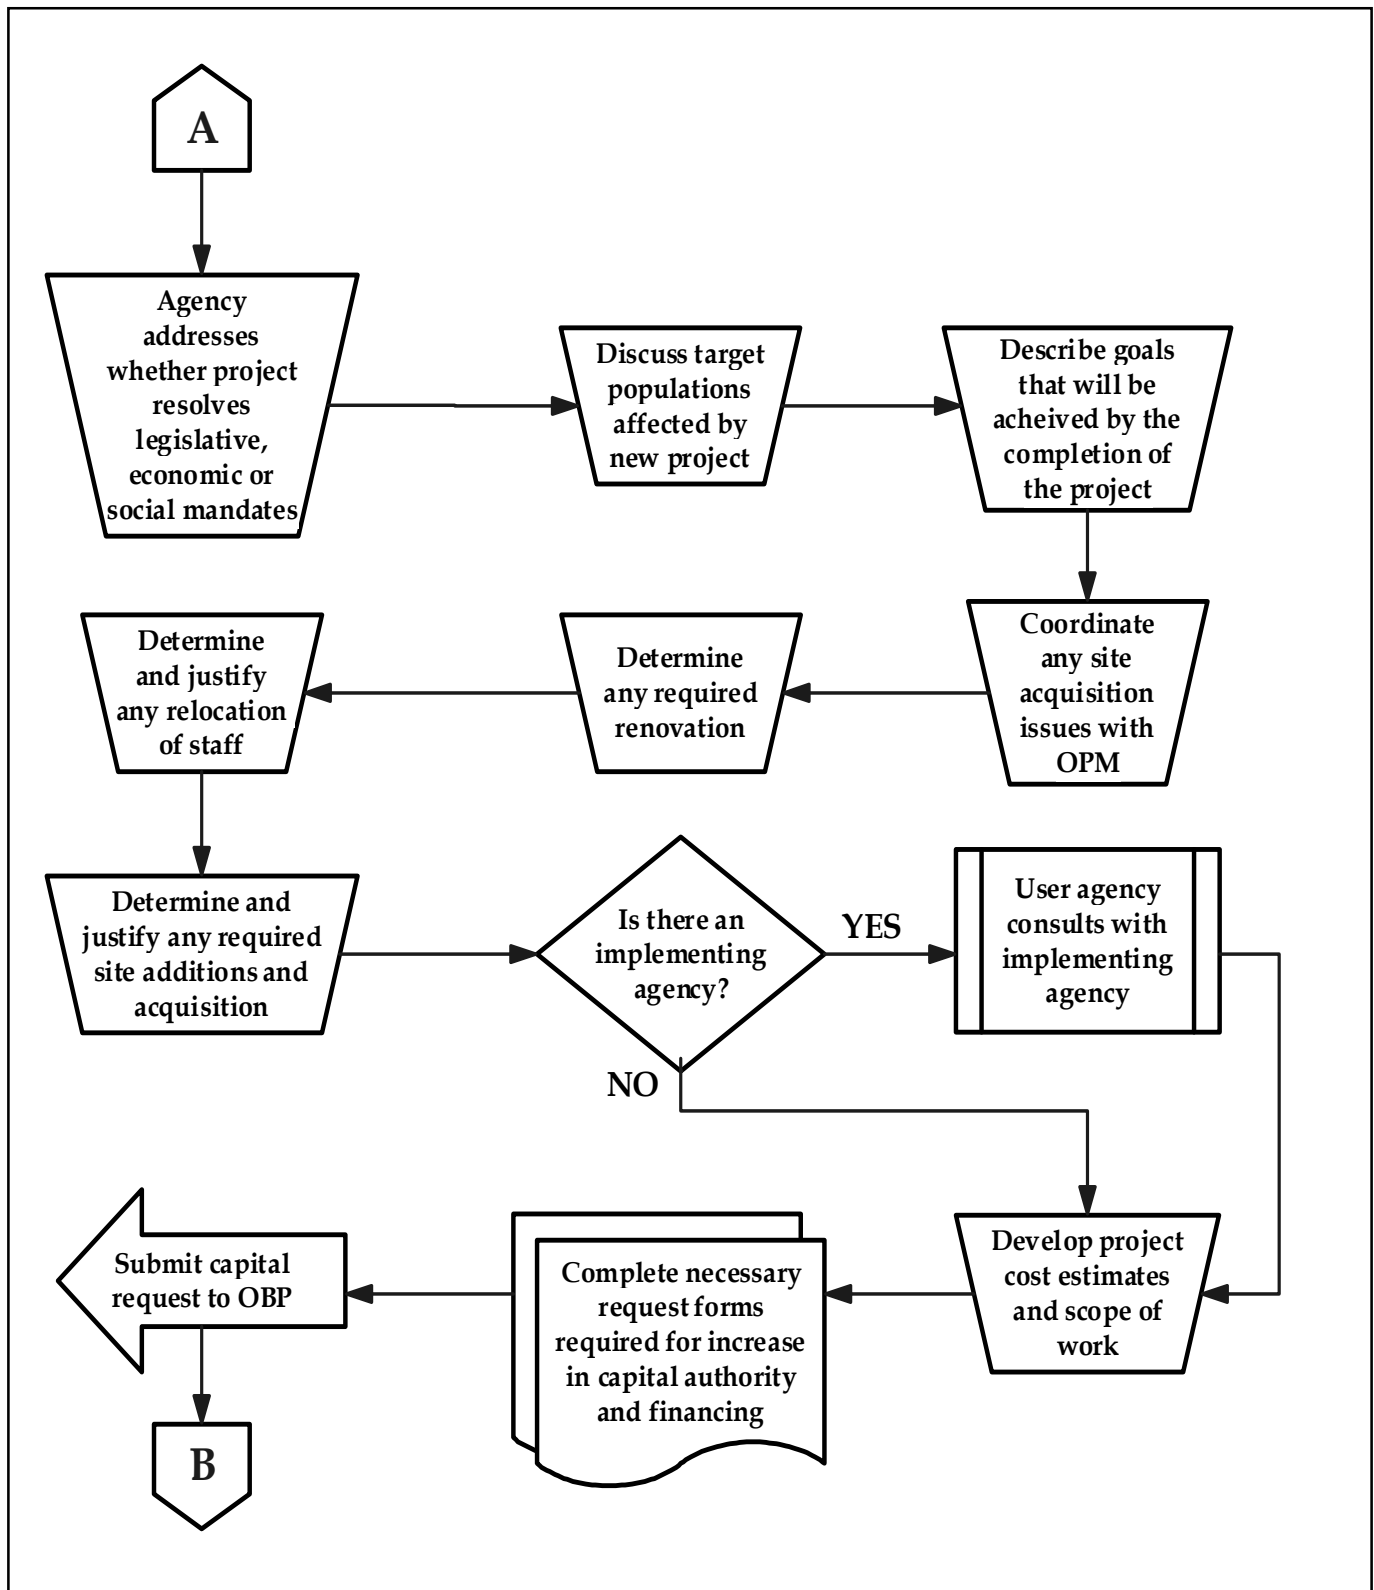 A
Agency
addresses
whether project
resolves
legislative,
economic or
social mandates
Discuss target
populations
affected by
new project
Describe goals
that will be
acheived by the
completion of
the project
Coordinate
any site
acquisition
issues with
OPM
Determine
any required
renovation
Determine
and justify
any relocation
of staff
Determine and
justify any required
site additions and
acquisition
Is there an
implementing
agency?
YES
User agency
consults with
implementing
agency
NO
Develop project
cost estimates
and scope of
work
Complete necessary
request forms
required for increase
in capital authority
and financing
Submit capital
request to OBP
B